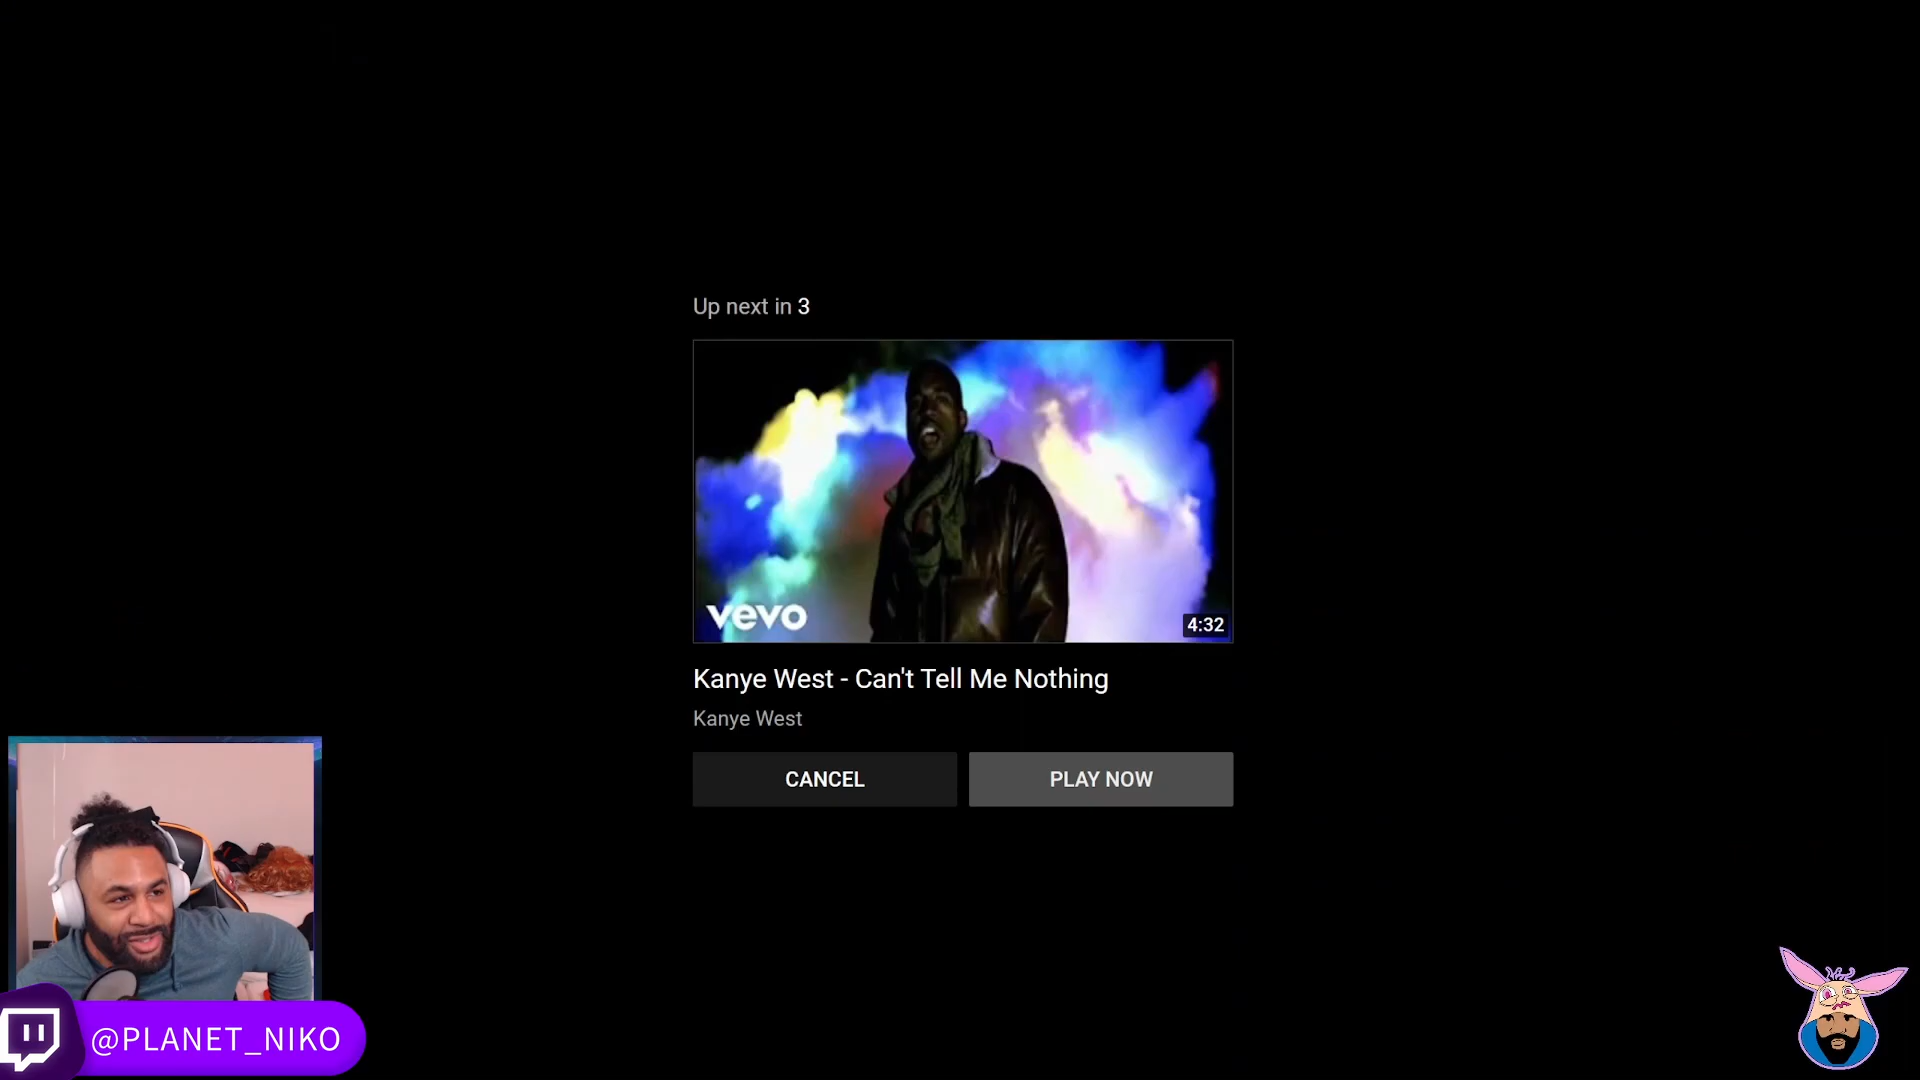 Up next in 3
vevo
4:32
Kanye West - Can't Tell Me Nothing
Kanye West
CANCEL
PLAY NOW
@PLANET_NIKO